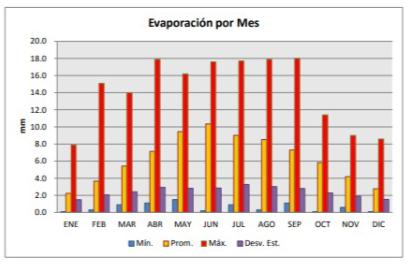 Evaporación por Mes
20.0
18.0
16.0
14.0
12.0
10.0
8.0
6.0
4.0
2.0
0.0
mm
ENE FEB MAR ABR MAY JUN JUL AGO SEP OCT NOV DIC
Mín. Prom. Máx. Desv. Est.